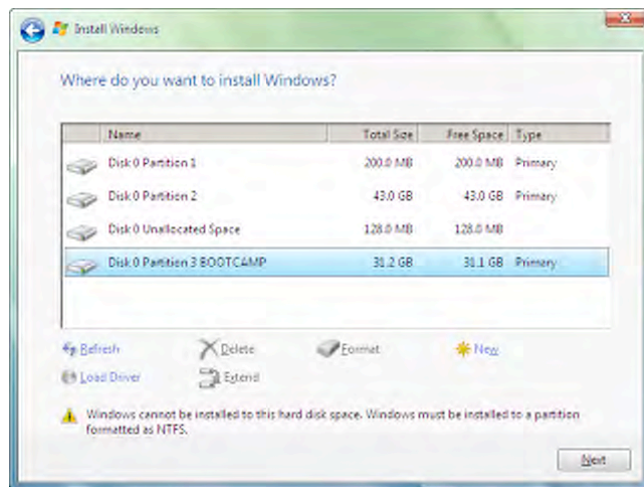 Install Windows
Where do you want to install Windows?
Name Total Size Free Space Type
Disk 0 Partition 1 200.0 MB 200.0 MB Primary
Disk 0 Partition 2 43.0 GB 43.0 GB Primary
Disk 0 Unallocated Space 128.0 MB 128.0 MB
Disk 0 Partition 3 BOOTCAMP 31.2 GB 31.1 GB Primary
Refresh Delete Format New
Load Driver Extend
Windows cannot be installed to this hard disk space. Windows must be installed to a partition
formatted as NTFS.
Next